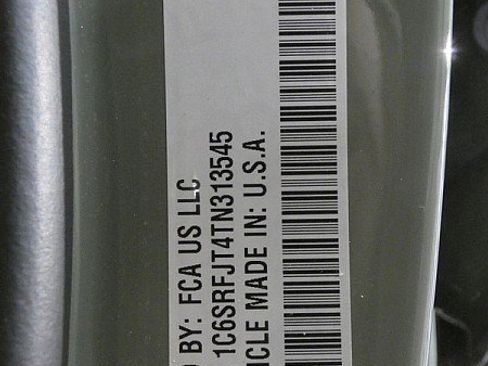 D BY: FCA US LLC
1C6SRFJT4TN313545
ICLE MADE IN: U.S.A.